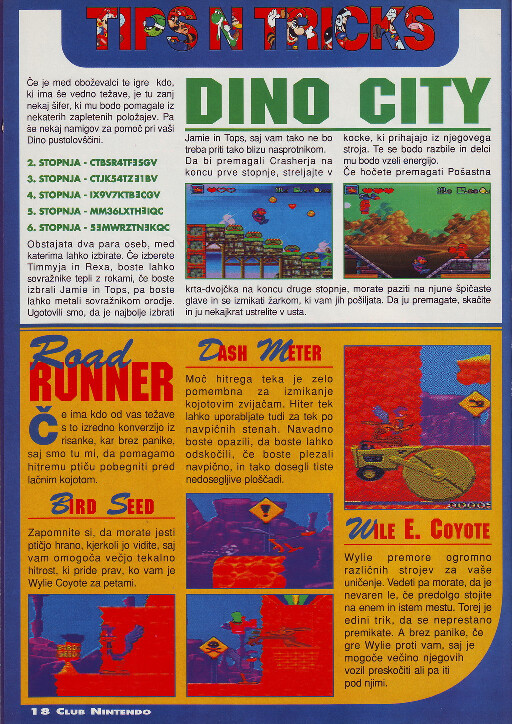 TIPS N TRICKS
Če je med oboževalci te igre kdo,
ki ima še vedno težave, je tu zanj
nekaj šifer, ki mu bodo pomagale iz
nekaterih zapletenih položajev. Pa
še nekaj namigov za pomoč pri vaši
Dino pustolovščini.
2. STOPNJA - CTBSR4TF35GV
3. STOPNJA - CTJK54TZ31BV
4. STOPNJA - IX9V7KTB3CGV
5. STOPNJA - MM36LXTH3IQC
6. STOPNJA - 53MWRZTN3KQC
Obstajata dva para oseb, med
katerima lahko izbirate. Če izberete
Timmyja in Rexa, boste lahko
sovražnike tepli z rokami, če boste
izbrali Jamie in Tops, pa boste
lahko metali sovražnikom orodje.
Ugotovili smo, da je najbolje izbrati
DINO CITY
Jamie in Tops, saj vam tako ne bo
treba priti tako blizu nasprotnikom.
Da bi premagali Crasherja na
koncu prve stopnje, streljajte v
kocke, ki prihajajo iz njegovega
stroja. Te se bodo razbile in delci
mu bodo vzeli energijo.
Če hočete premagati Pošastna
krta-dvojčka na koncu druge stopnje, morate paziti na njune špičaste
glave in se izmikati žarkom, ki vam jih pošiljata. Da ju premagate, skačite
in ju nekajkrat ustrelite v usta.
Road
RUNNER
Če ima kdo od vas težave
s to izredno konverzijo iz
risanke, kar brez panike,
saj smo tu mi, da pomagamo
hitremu ptiču pobegniti pred
lačnim kojotom.
BIRD SEED
Zapomnite si, da morate jesti
ptičjo hrano, kjerkoli jo vidite, saj
vam omogoča večjo tekalno
hitrost, ki pride prav, ko vam je
Wylie Coyote za petami.
DASH METER
Moč hitrega teka je zelo
pomembna za izmikanje
kojotovim zvijačam. Hiter tek
lahko uporabljate tudi za tek po
navpičnih stenah. Navadno
boste opazili, da boste lahko
odskočili, če boste plezali
navpično, in tako dosegli tiste
nedosegljive ploščadi.
WILE E. COYOTE
Wylie premore ogromno
različnih strojev za vaše
uničenje. Vedeti pa morate, da je
nevaren le, če predolgo stojite
na enem in istem mestu. Torej je
edini trik, da se neprestano
premikate. A brez panike, če
gre Wylie proti vam, saj je
mogoče večino njegovih
vozil preskočiti ali pa iti
pod njimi.
18 CLUB NINTENDO